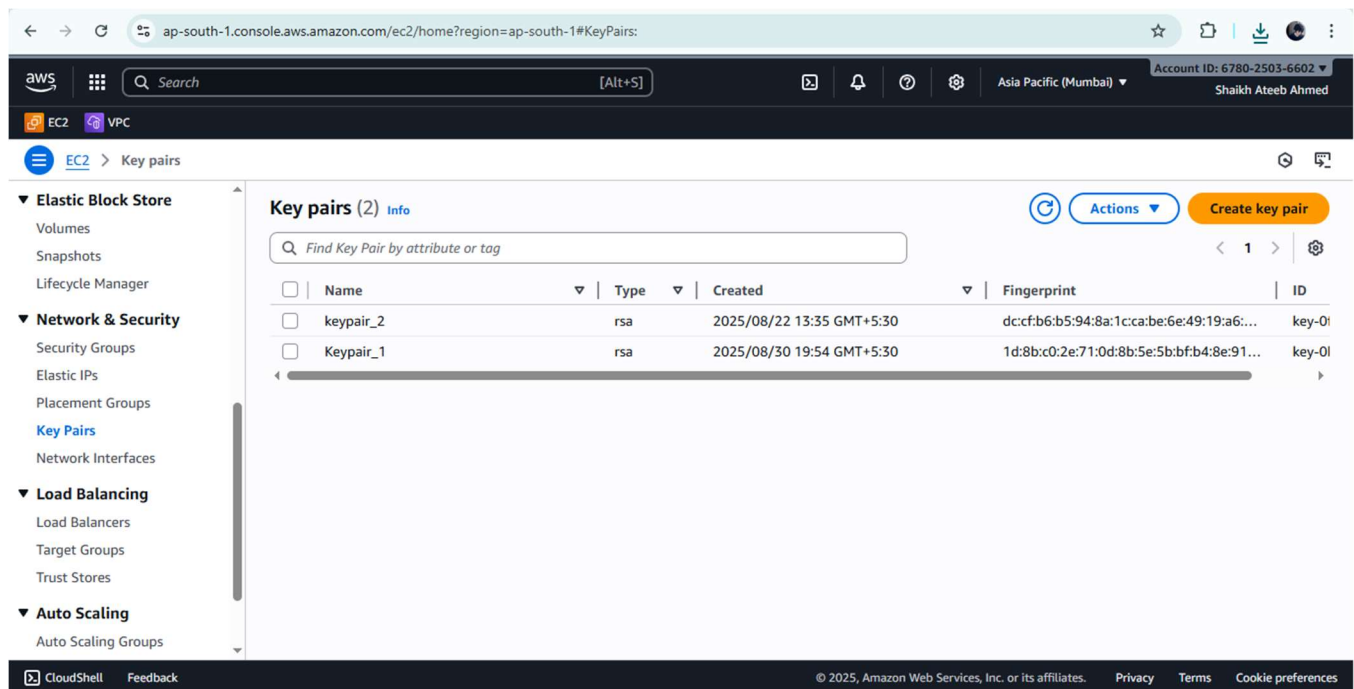 ap-south-1.console.aws.amazon.com/ec2/home?region=ap-south-1#KeyPairs:
aws
Search [Alt+S]
Asia Pacific (Mumbai)
Account ID: 6780-2503-6602
Shaikh Ateeb Ahmed
EC2 VPC
EC2 > Key pairs
Elastic Block Store
Volumes
Snapshots
Lifecycle Manager
Network & Security
Security Groups
Elastic IPs
Placement Groups
Key Pairs
Network Interfaces
Load Balancing
Load Balancers
Target Groups
Trust Stores
Auto Scaling
Auto Scaling Groups
Key pairs (2) Info
Actions
Create key pair
Find Key Pair by attribute or tag
1
Name Type Created Fingerprint ID
keypair_2 rsa 2025/08/22 13:35 GMT+5:30 dc:cf:b6:b5:94:8a:1c:ca:be:6e:49:19:a6:...
Keypair_1 rsa 2025/08/30 19:54 GMT+5:30 1d:8b:c0:2e:71:0d:8b:5e:5b:bf:b4:8e:91...
CloudShell Feedback © 2025, Amazon Web Services, Inc. or its affiliates. Privacy Terms Cookie preferences